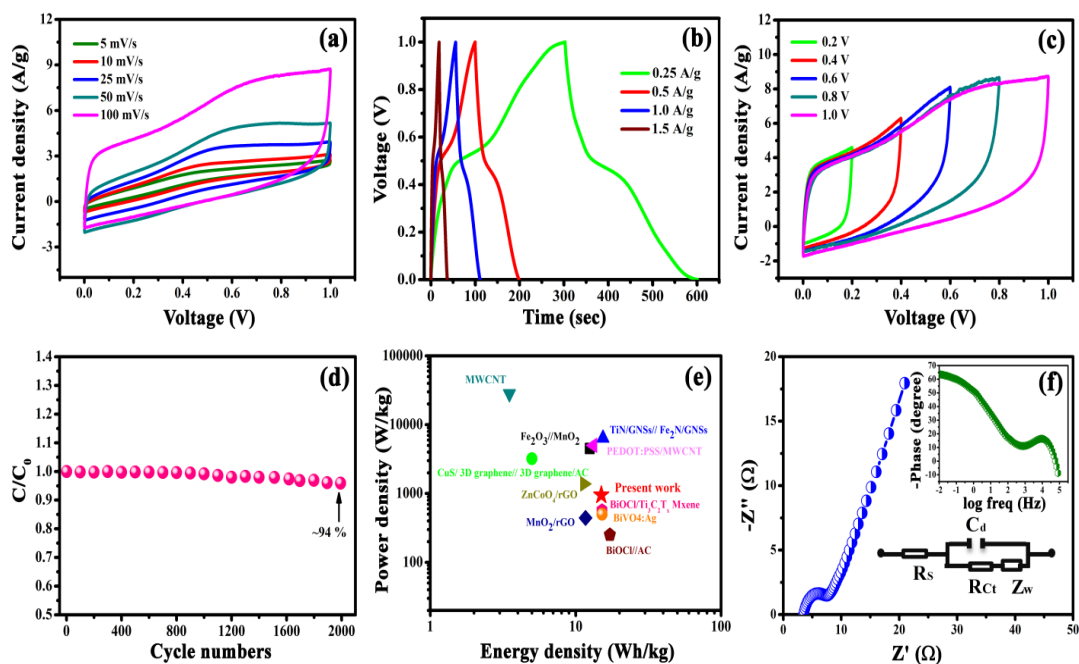 (a)
5 mV/s
10 mV/s
25 mV/s
50 mV/s
100 mV/s
Current density (A/g)
12
9
6
3
0
-3
0.0 0.2 0.4 0.6 0.8 1.0
Voltage (V)
(b)
0.25 A/g
0.5 A/g
1.0 A/g
1.5 A/g
Voltage (V)
1.0
0.8
0.6
0.4
0.2
0.0
0 100 200 300 400 500 600
Time (sec)
(c)
0.2 V
0.4 V
0.6 V
0.8 V
1.0 V
Current density (A/g)
12
10
8
6
4
2
0
-2
0.0 0.2 0.4 0.6 0.8 1.0
Voltage (V)
(d)
C/C₀
1.4
1.3
1.2
1.1
1.0
0.9
0.8
0.7
0.6
0.5
~94 %
0 400 800 1200 1600 2000
Cycle numbers
(e)
Power density (W/kg)
100000
10000
1000
100
MWCNT
TiN/GNSs// Fe₂N/GNSs
Fe₂O₃//MnO₂
PEDOT:PSS/MWCNT
CuS/ 3D graphene// 3D graphene/AC
ZnCoO₄/rGO
Present work
BiOCl/Ti₃C₂Tₓ Mxene
MnO₂/rGO
BiVO4:Ag
BiOCl//AC
1 10 100
Energy density (Wh/kg)
(f)
-Z'' (Ω)
20
15
10
5
0
-Phase (degree)
70
60
50
40
30
20
10
0
-10
-2 -1 0 1 2 3 4 5
log freq (Hz)
Cd
Rs
RCt
Zw
0 10 20 30 40 50
Z' (Ω)